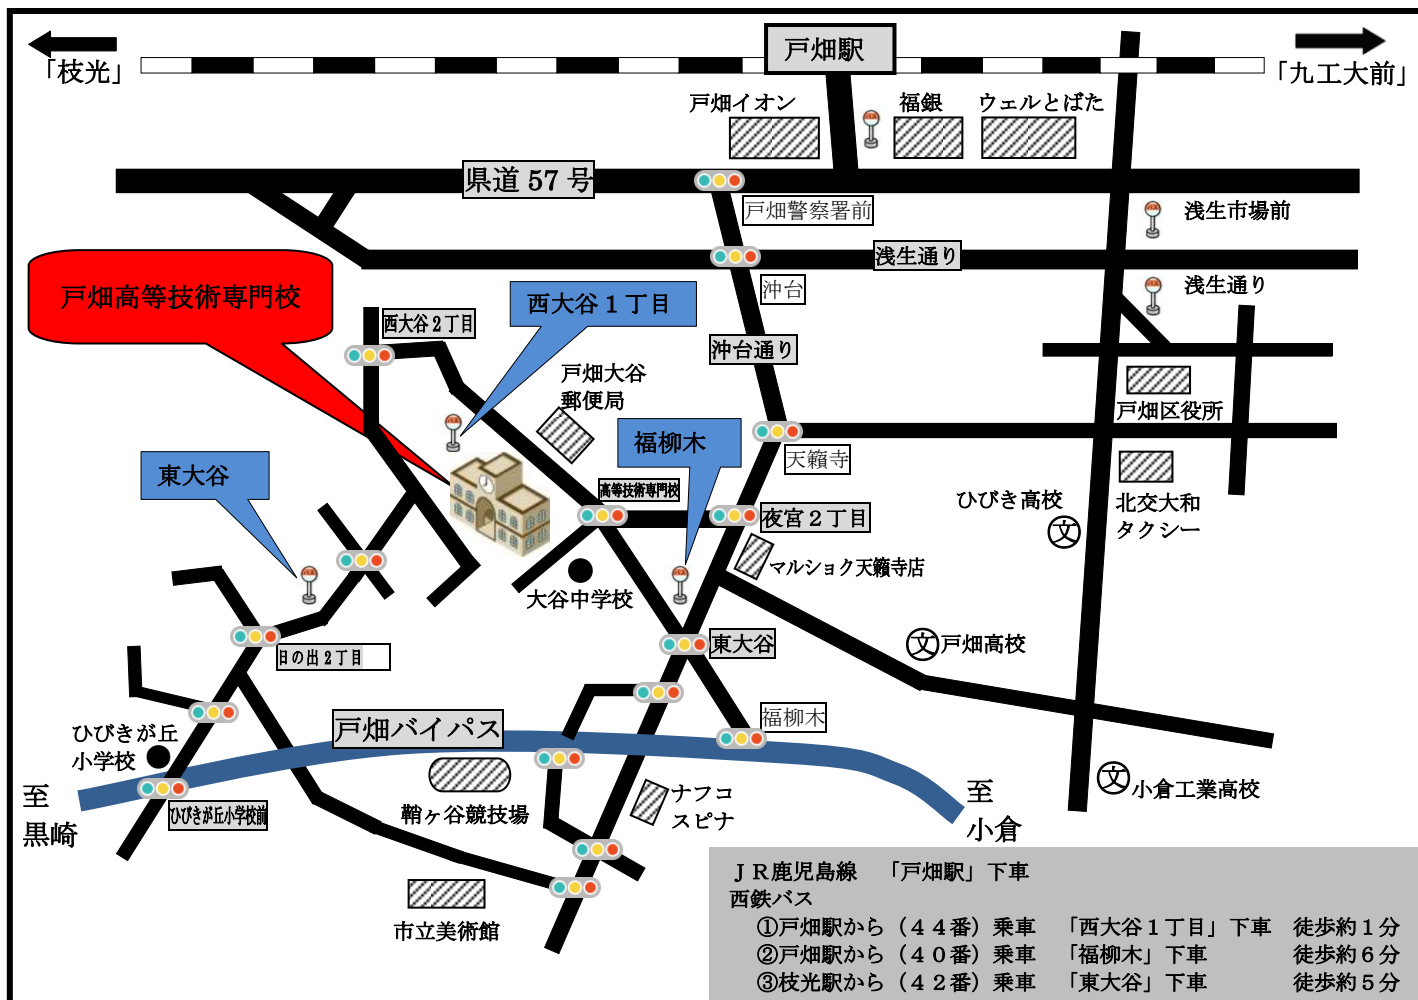 戸畑駅
「枝光」
「九工大前」
戸畑イオン
福銀
ウェルとばた
県道57号
戸畑警察署前
浅生市場前
浅生通り
沖台
浅生通り
戸畑高等技術専門校
西大谷1丁目
西大谷2丁目
沖台通り
戸畑大谷
郵便局
戸畑区役所
福柳木
東大谷
天籟寺
高等技術専門校
夜宮2丁目
ひびき高校
文
北交大和
タクシー
マルショク天籟寺店
大谷中学校
東大谷
文
戸畑高校
日の出2丁目
戸畑バイパス
福柳木
ひびきが丘
小学校
至
黒崎
ひびきが丘小学校前
鞘ヶ谷競技場
ナフコ
スピナ
至
小倉
文
小倉工業高校
市立美術館
ＪＲ鹿児島線　「戸畑駅」下車
西鉄バス
①戸畑駅から（４４番）乗車　「西大谷１丁目」下車　徒歩約１分
②戸畑駅から（４０番）乗車　「福柳木」下車　徒歩約６分
③枝光駅から（４２番）乗車　「東大谷」下車　徒歩約５分